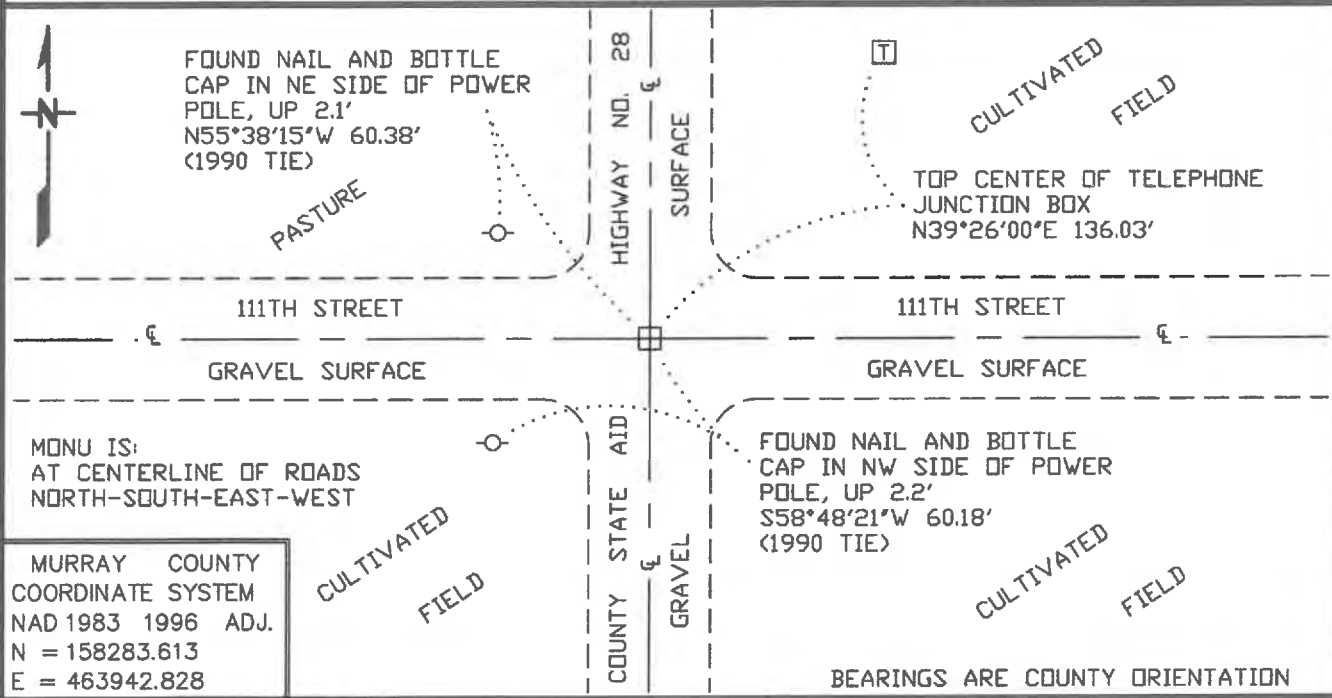 N
FOUND NAIL AND BOTTLE
CAP IN NE SIDE OF POWER
POLE, UP 2.1'
N55°38'15"W 60.38'
(1990 TIE)
PASTURE
HIGHWAY NO. 28
℄
SURFACE
T
CULTIVATED
FIELD
TOP CENTER OF TELEPHONE
JUNCTION BOX
N39°26'00"E 136.03'
111TH STREET
111TH STREET
℄
℄
GRAVEL SURFACE
GRAVEL SURFACE
MONU IS:
AT CENTERLINE OF ROADS
NORTH-SOUTH-EAST-WEST
COUNTY STATE AID
℄
GRAVEL
FOUND NAIL AND BOTTLE
CAP IN NW SIDE OF POWER
POLE, UP 2.2'
S58°48'21"W 60.18'
(1990 TIE)
CULTIVATED
FIELD
CULTIVATED
FIELD
MURRAY COUNTY
COORDINATE SYSTEM
NAD 1983 1996 ADJ.
N = 158283.613
E = 463942.828
BEARINGS ARE COUNTY ORIENTATION